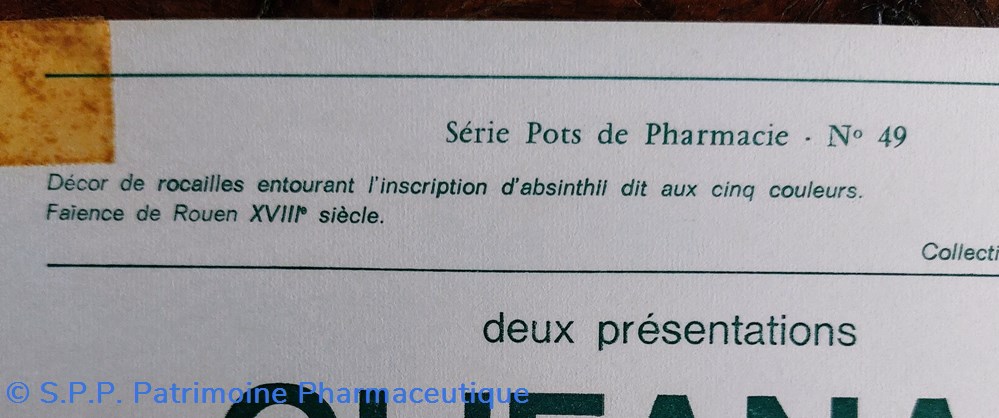 Série Pots de Pharmacie - Nº 49
Décor de rocailles entourant l'inscription d'absinthii dit aux cinq couleurs.
Faïence de Rouen XVIIIᵉ siècle.
deux présentations
© S.P.P. Patrimoine Pharmaceutique